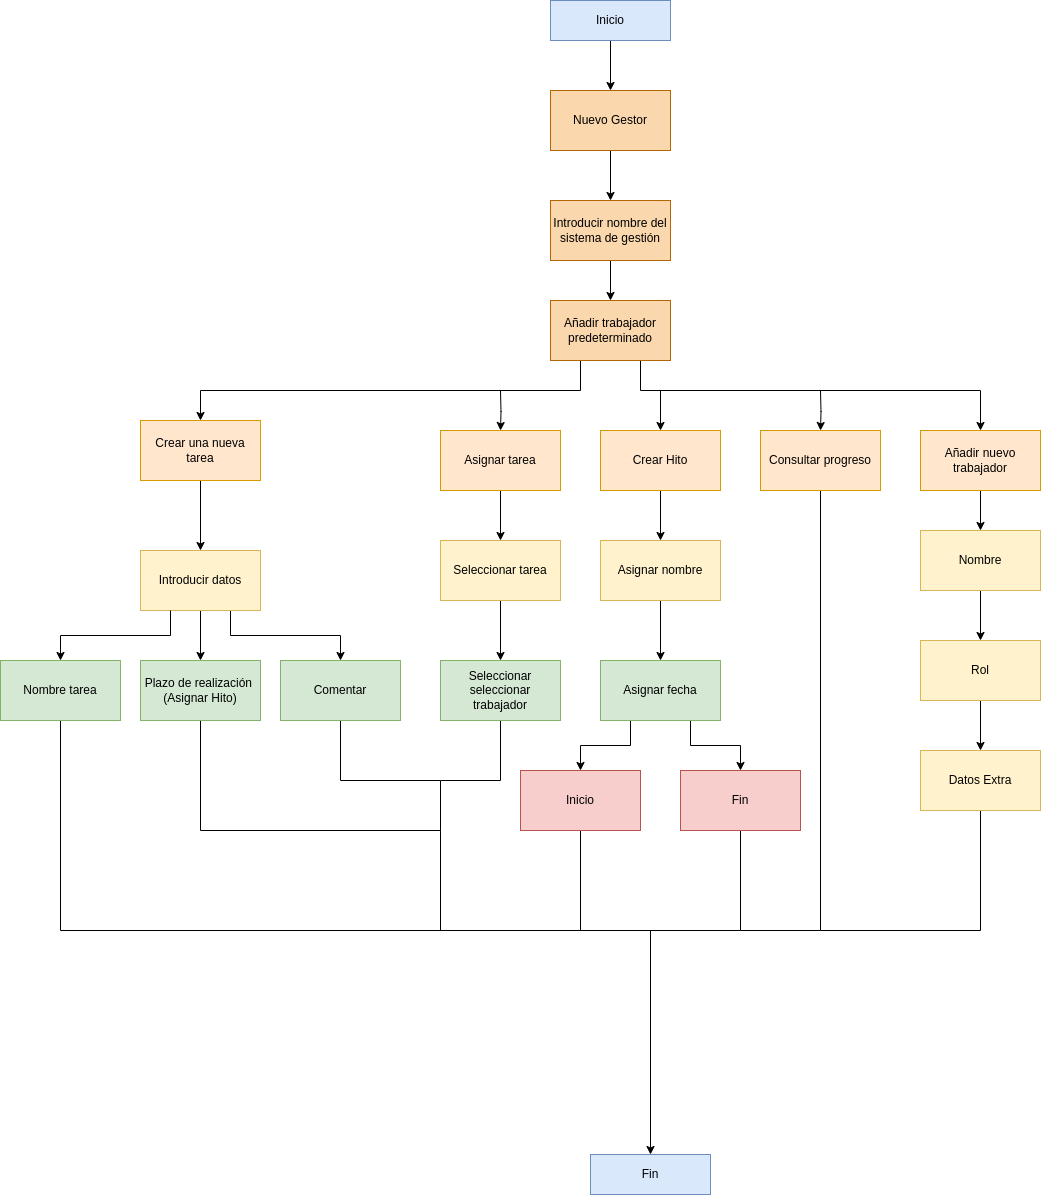 Inicio
Nuevo Gestor
Introducir nombre del
sistema de gestión
Añadir trabajador
predeterminado
Crear una nueva
tarea
Asignar tarea
Crear Hito
Consultar progreso
Añadir nuevo
trabajador
Introducir datos
Seleccionar tarea
Asignar nombre
Nombre
Nombre tarea
Plazo de realización
(Asignar Hito)
Comentar
Seleccionar
seleccionar
trabajador
Asignar fecha
Rol
Inicio
Fin
Datos Extra
Fin